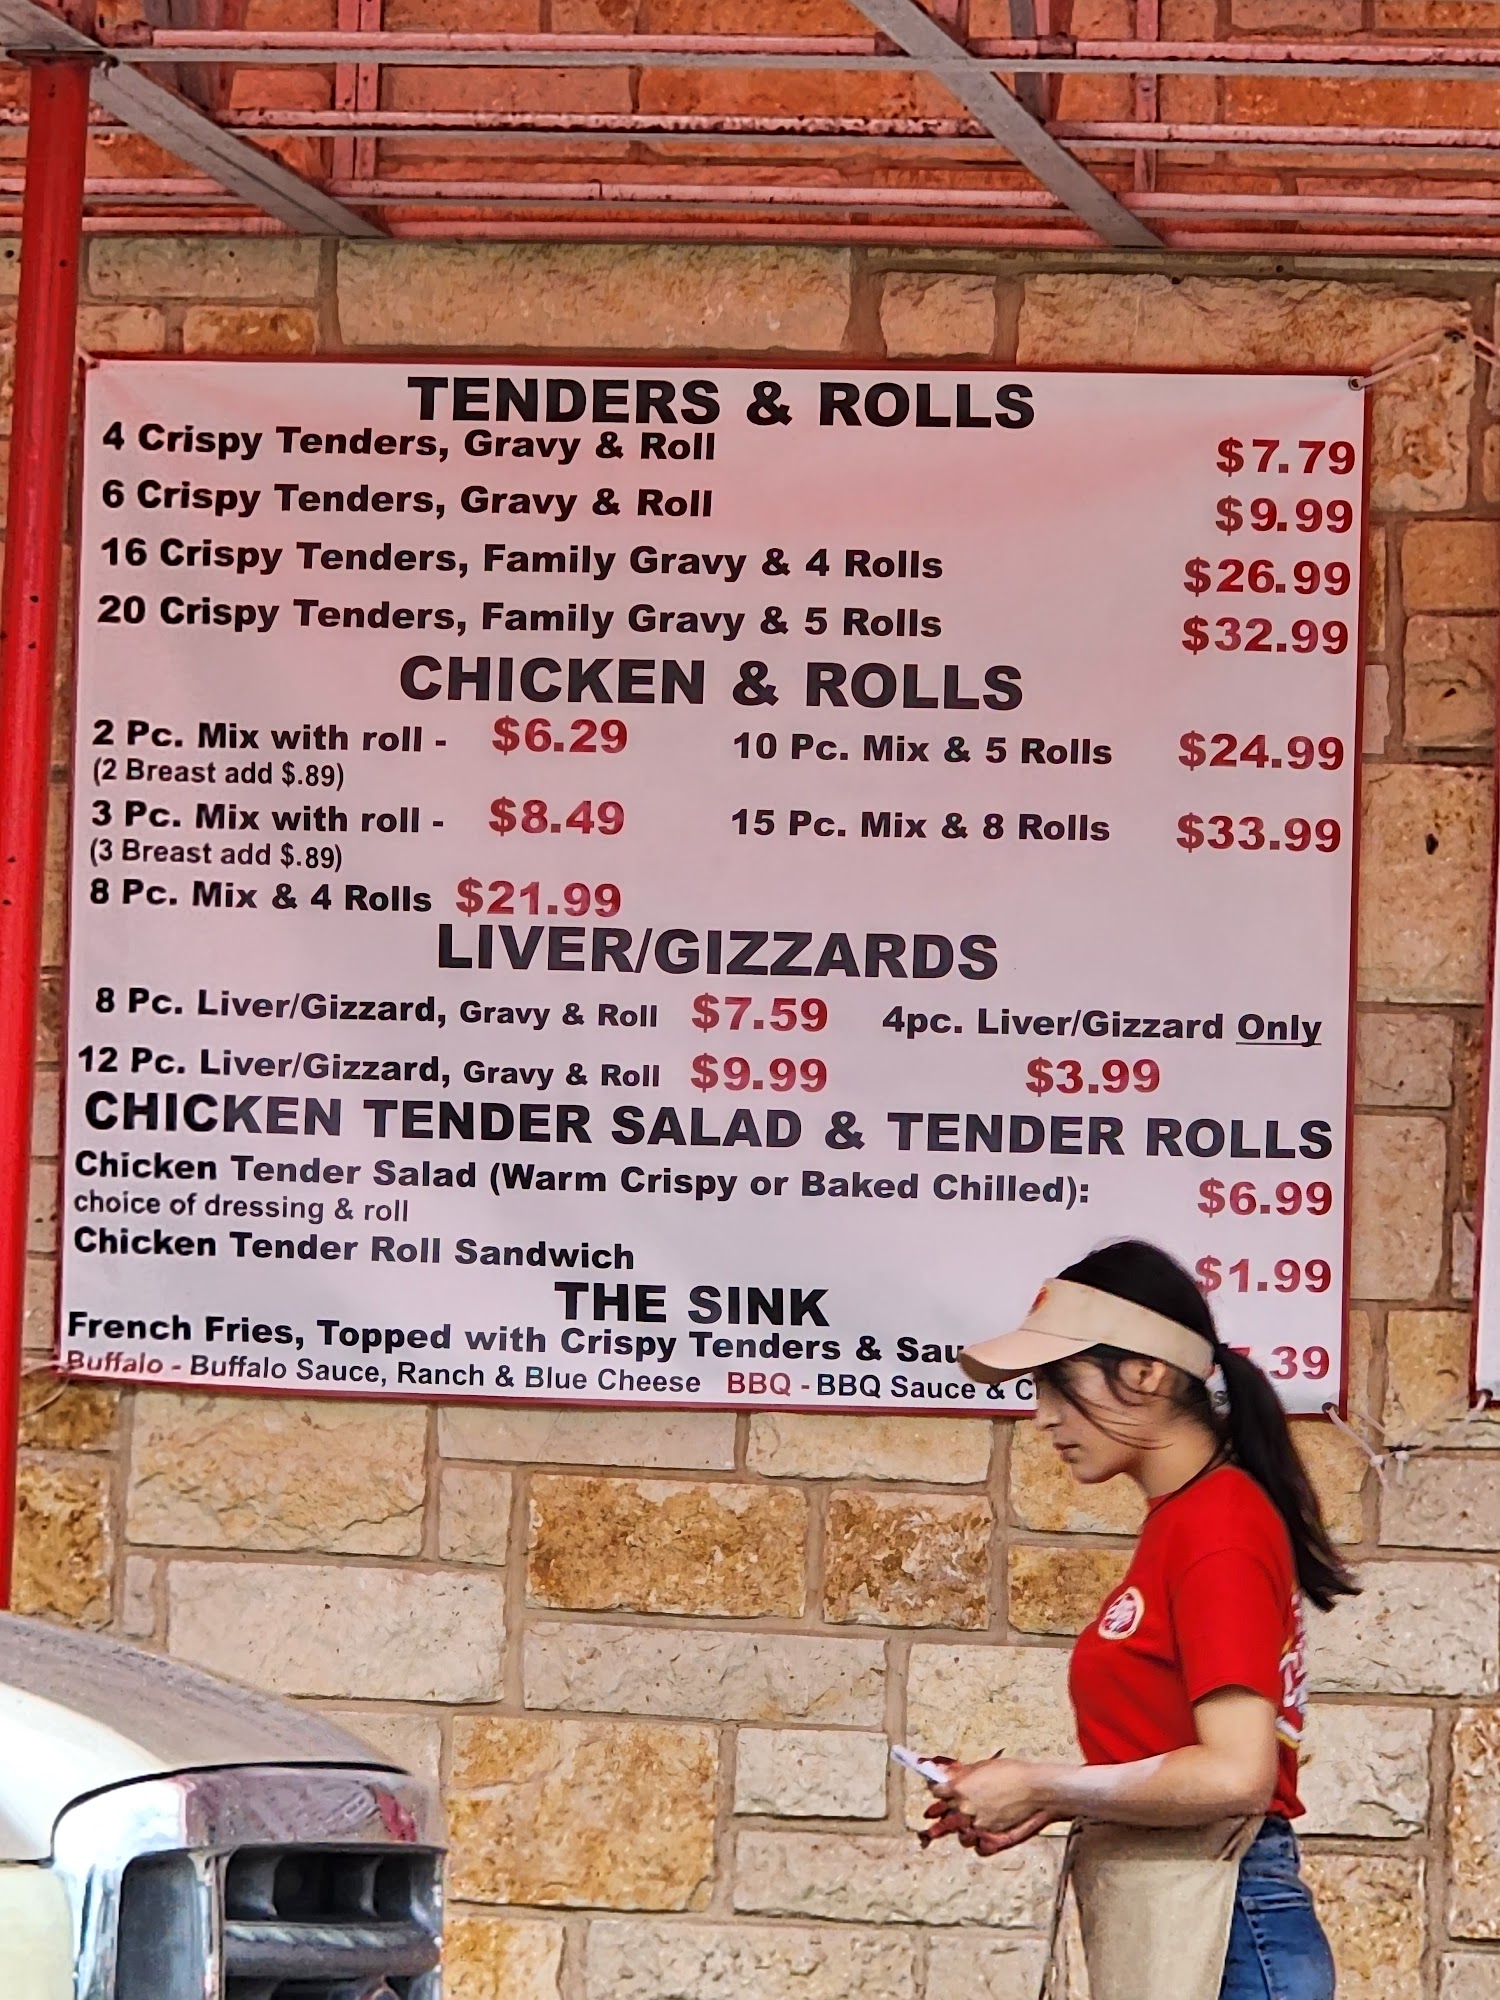 TENDERS & ROLLS
4 Crispy Tenders, Gravy & Roll $7.79
6 Crispy Tenders, Gravy & Roll $9.99
16 Crispy Tenders, Family Gravy & 4 Rolls $26.99
20 Crispy Tenders, Family Gravy & 5 Rolls $32.99
CHICKEN & ROLLS
2 Pc. Mix with roll - $6.29 10 Pc. Mix & 5 Rolls $24.99
(2 Breast add $.89)
3 Pc. Mix with roll - $8.49 15 Pc. Mix & 8 Rolls $33.99
(3 Breast add $.89)
8 Pc. Mix & 4 Rolls $21.99
LIVER/GIZZARDS
8 Pc. Liver/Gizzard, Gravy & Roll $7.59 4pc. Liver/Gizzard Only
12 Pc. Liver/Gizzard, Gravy & Roll $9.99 $3.99
CHICKEN TENDER SALAD & TENDER ROLLS
Chicken Tender Salad (Warm Crispy or Baked Chilled): $6.99
choice of dressing & roll
Chicken Tender Roll Sandwich $1.99
THE SINK
French Fries, Topped with Crispy Tenders & Sau .39
Buffalo - Buffalo Sauce, Ranch & Blue Cheese BBQ - BBQ Sauce & C